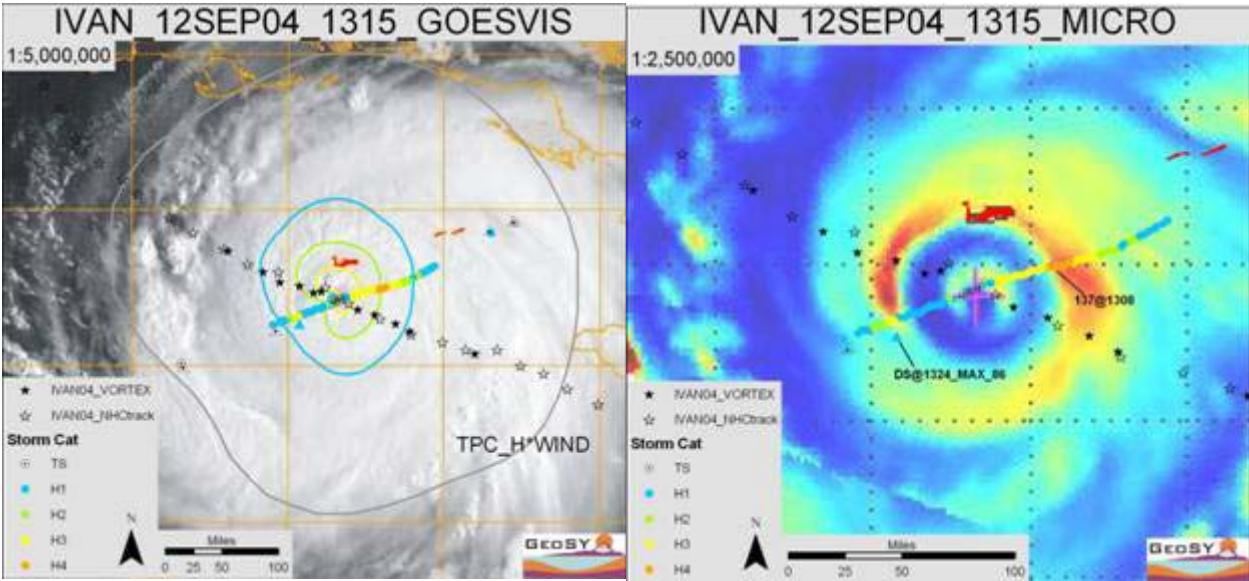 IVAN_12SEP04_1315_GOESVIS
1:5,000,000
TPC_H*WIND
IVAN04_VORTEX
IVAN04_NHCtrack
Storm Cat
TS
H1
H2
H3
H4
N
Miles
0 25 50 100
GEOSY
IVAN_12SEP04_1315_MICRO
1:2,500,000
137@1308
DS@1324_MAX_86
IVAN04_VORTEX
IVAN04_NHCtrack
Storm Cat
TS
H1
H2
H3
H4
N
Miles
0 25 50 100
GEOSY